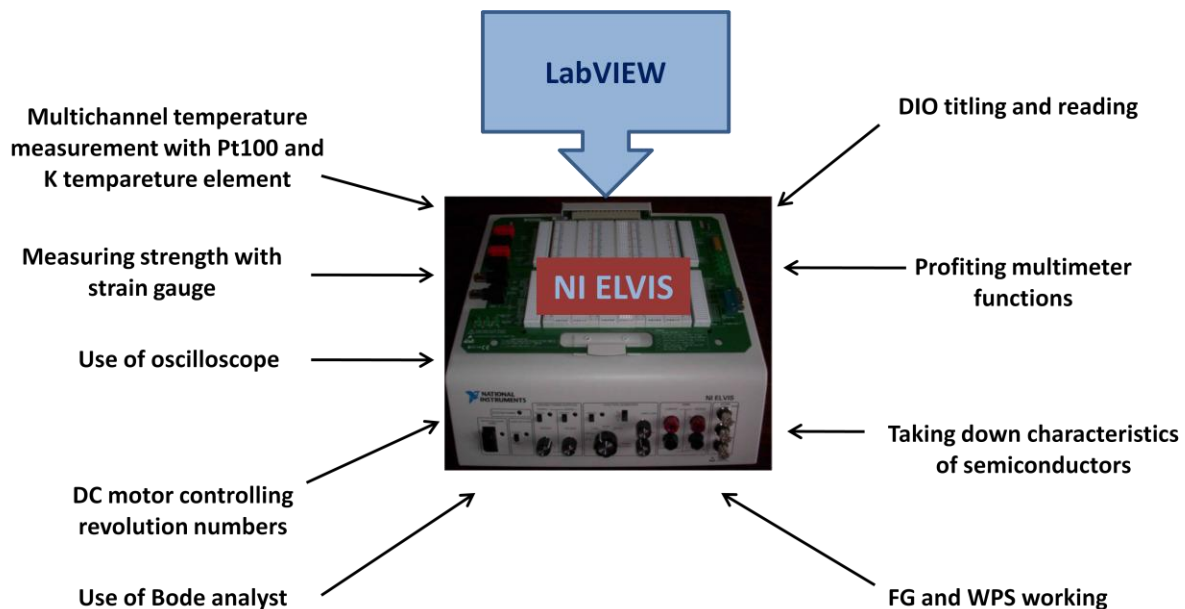 LabVIEW
Multichannel temperature
measurement with Pt100 and
K tempareture element
DIO titling and reading
Measuring strength with
strain gauge
NI ELVIS
Profiting multimeter
functions
Use of oscilloscope
NATIONAL
INSTRUMENTS
NI ELVIS
Taking down characteristics
of semiconductors
DC motor controlling
revolution numbers
Use of Bode analyst
FG and WPS working